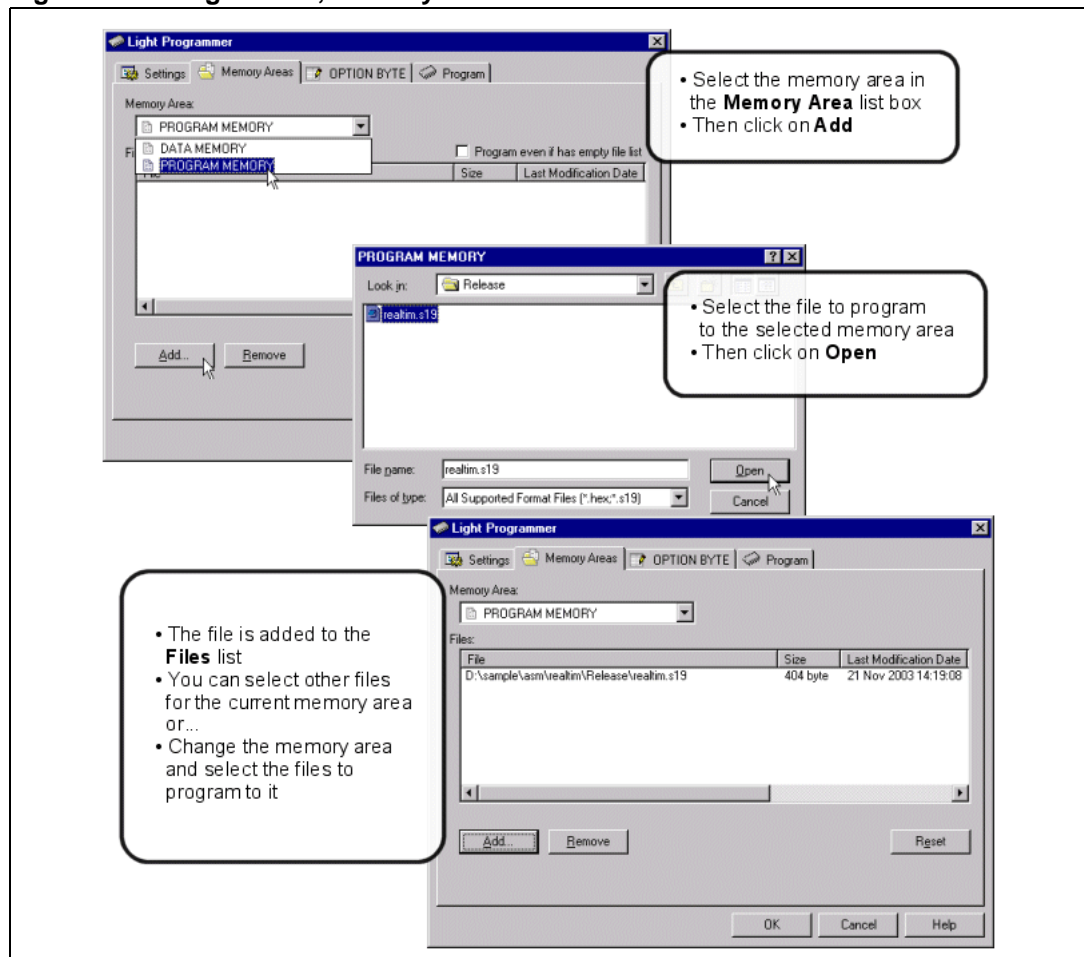 Light Programmer
Settings Memory Areas OPTION BYTE Program
Memory Area:
PROGRAM MEMORY
DATA MEMORY
PROGRAM MEMORY
Program even if has empty file list
Size Last Modification Date
Add... Remove
• Select the memory area in
the Memory Area list box
• Then click on Add
PROGRAM MEMORY
Look in: Release
realtim.s19
File name: realtim.s19
Open
Files of type: All Supported Format Files (*.hex;*.s19)
Cancel
• Select the file to program
to the selected memory area
• Then click on Open
• The file is added to the
Files list
• You can select other files
for the current memory area
or...
• Change the memory area
and select the files to
program to it
Light Programmer
Settings Memory Areas OPTION BYTE Program
Memory Area:
PROGRAM MEMORY
Files:
File Size Last Modification Date
D:\sample\asm\realtim\Release\realtim.s19 404 byte 21 Nov 2003 14:19:08
Add... Remove Reset
OK Cancel Help